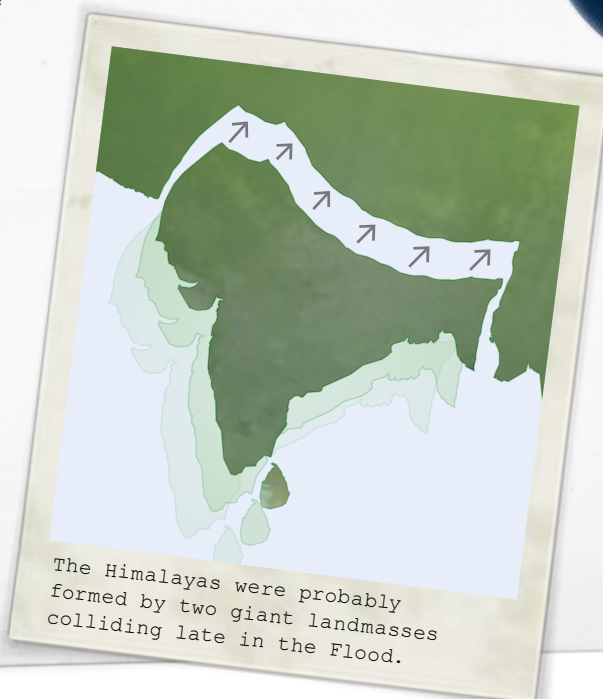 The Himalayas were probably
formed by two giant landmasses
colliding late in the Flood.